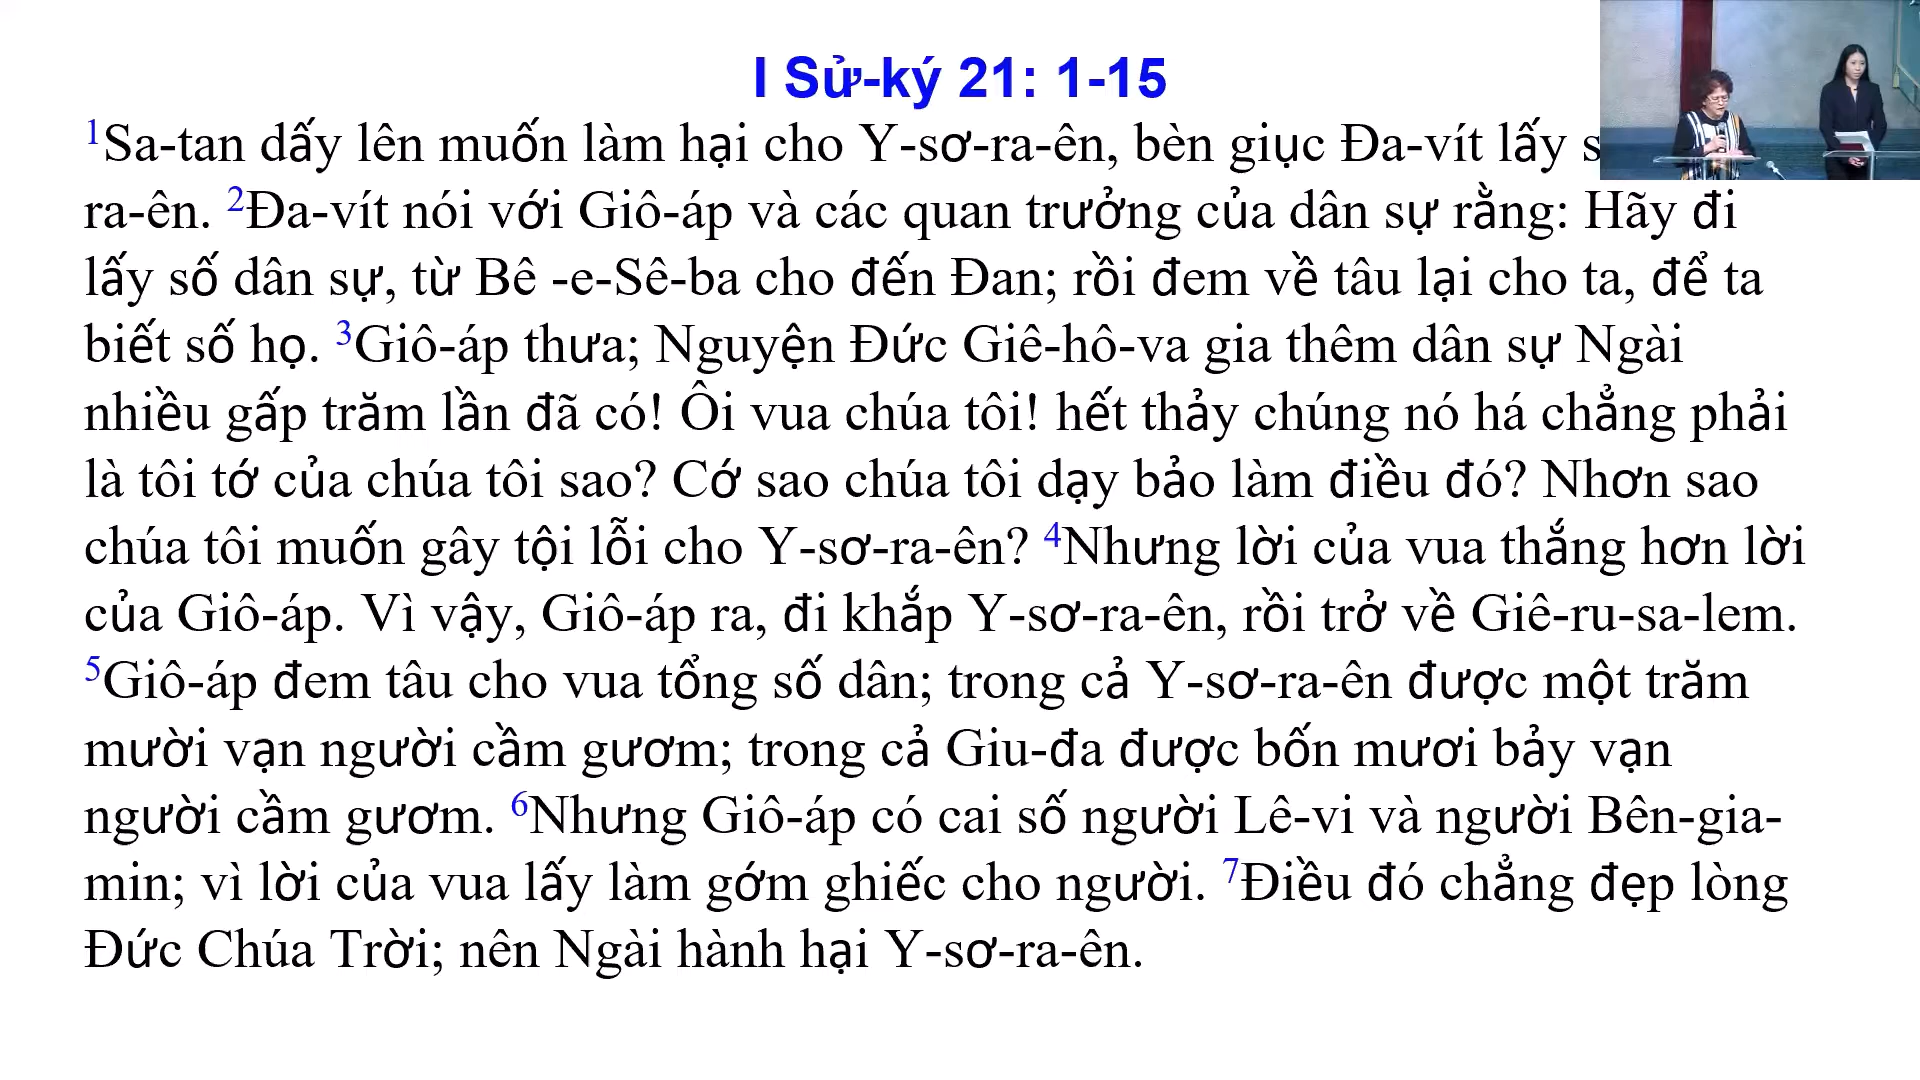 I Sử-ký 21: 1-15
1Sa-tan dấy lên muốn làm hại cho Y-sơ-ra-ên, bèn giục Đa-vít lấy
ra-ên. 2Đa-vít nói với Giô-áp và các quan trưởng của dân sự rằng: Hãy đi
lấy số dân sự, từ Bê -e-Sê-ba cho đến Đan; rồi đem về tâu lại cho ta, để ta
biết số họ. 3Giô-áp thưa; Nguyện Đức Giê-hô-va gia thêm dân sự Ngài
nhiều gấp trăm lần đã có! Ôi vua chúa tôi! hết thảy chúng nó há chẳng phải
là tôi tớ của chúa tôi sao? Cớ sao chúa tôi dạy bảo làm điều đó? Nhơn sao
chúa tôi muốn gây tội lỗi cho Y-sơ-ra-ên? 4Nhưng lời của vua thắng hơn lời
của Giô-áp. Vì vậy, Giô-áp ra, đi khắp Y-sơ-ra-ên, rồi trở về Giê-ru-sa-lem.
5Giô-áp đem tâu cho vua tổng số dân; trong cả Y-sơ-ra-ên được một trăm
mười vạn người cầm gươm; trong cả Giu-đa được bốn mươi bảy vạn
người cầm gươm. 6Nhưng Giô-áp có cai số người Lê-vi và người Bên-gia-
min; vì lời của vua lấy làm gớm ghiếc cho người. 7Điều đó chẳng đẹp lòng
Đức Chúa Trời; nên Ngài hành hại Y-sơ-ra-ên.